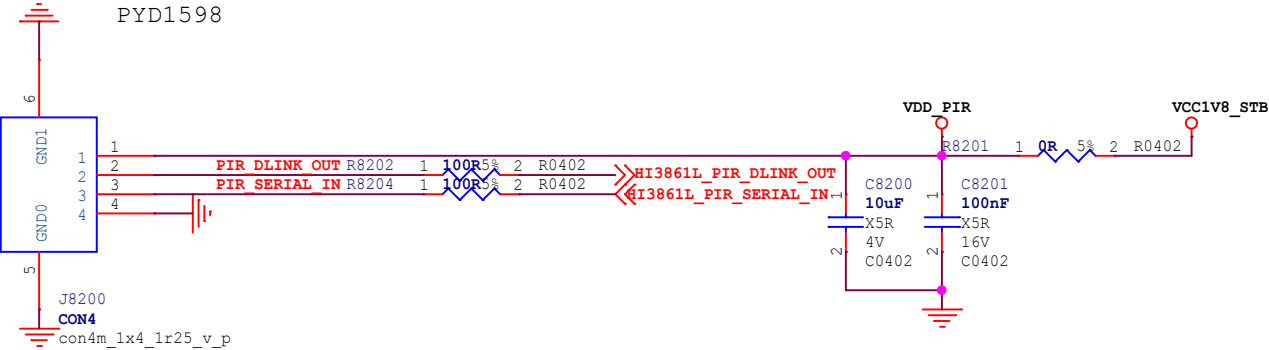 PYD1598
6
GND1
GND0
5
1
2
3
4
1
2
3
4
PIR_DLINK_OUT R8202 1 100R 5% 2 R0402
HI3861L_PIR_DLINK_OUT
PIR_SERIAL_IN R8204 1 100R 5% 2 R0402
HI3861L_PIR_SERIAL_IN
VDD_PIR
VCC1V8_STB
R8201 1 0R 5% 2 R0402
1
C8200
10uF
X5R
4V
C0402
2
1
C8201
100nF
X5R
16V
C0402
2
J8200
CON4
con4m_1x4_1r25_v_p